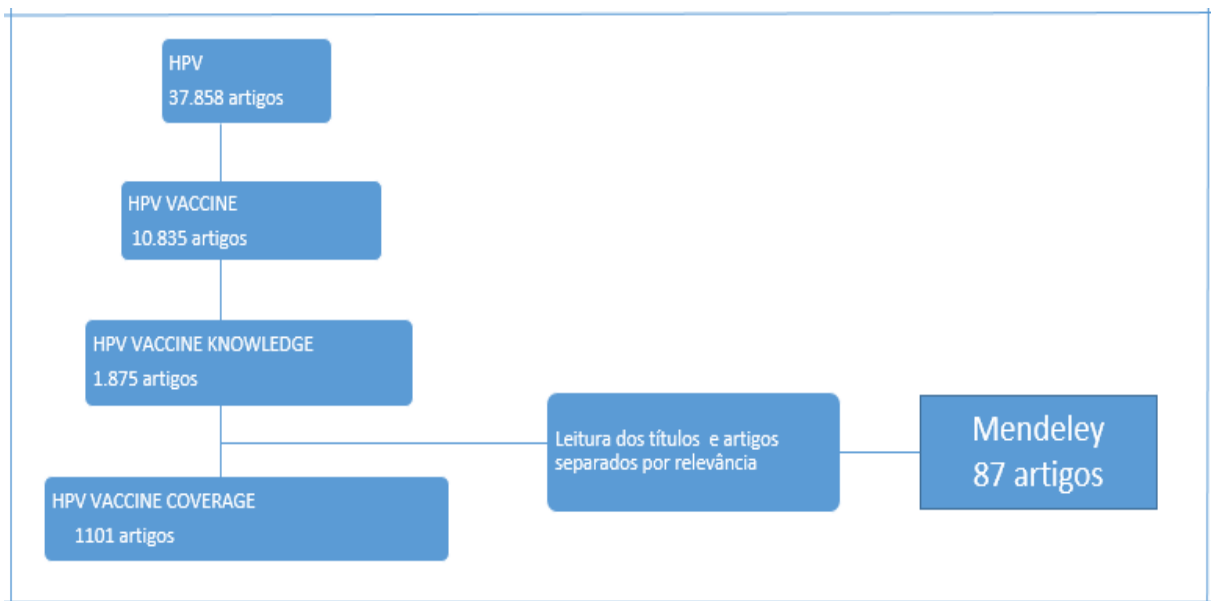 HPV
37.858 artigos
HPV VACCINE
10.835 artigos
HPV VACCINE KNOWLEDGE
1.875 artigos
Leitura dos títulos e artigos
separados por relevância
Mendeley
87 artigos
HPV VACCINE COVERAGE
1101 artigos